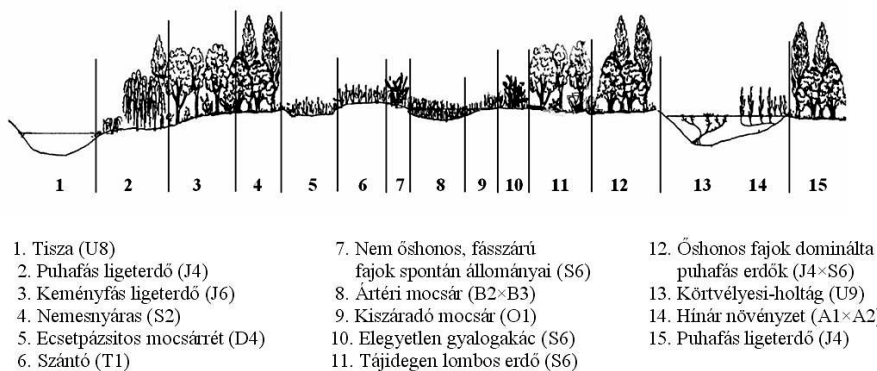 1 2 3 4 5 6 7 8 9 10 11 12 13 14 15
1. Tisza (U8)
2. Puhafás ligeterdő (J4)
3. Keményfás ligeterdő (J6)
4. Nemesnyáras (S2)
5. Ecsetpázsitos mocsárrét (D4)
6. Szántó (T1)
7. Nem őshonos, fásszárú
fajok spontán állományai (S6)
8. Ártéri mocsár (B2×B3)
9. Kiszáradó mocsár (O1)
10. Elegyetlen gyalogakác (S6)
11. Tájidegen lombos erdő (S6)
12. Őshonos fajok dominálta
puhafás erdők (J4×S6)
13. Körtvélyesi-holtág (U9)
14. Hínár növényzet (A1×A2)
15. Puhafás ligeterdő (J4)